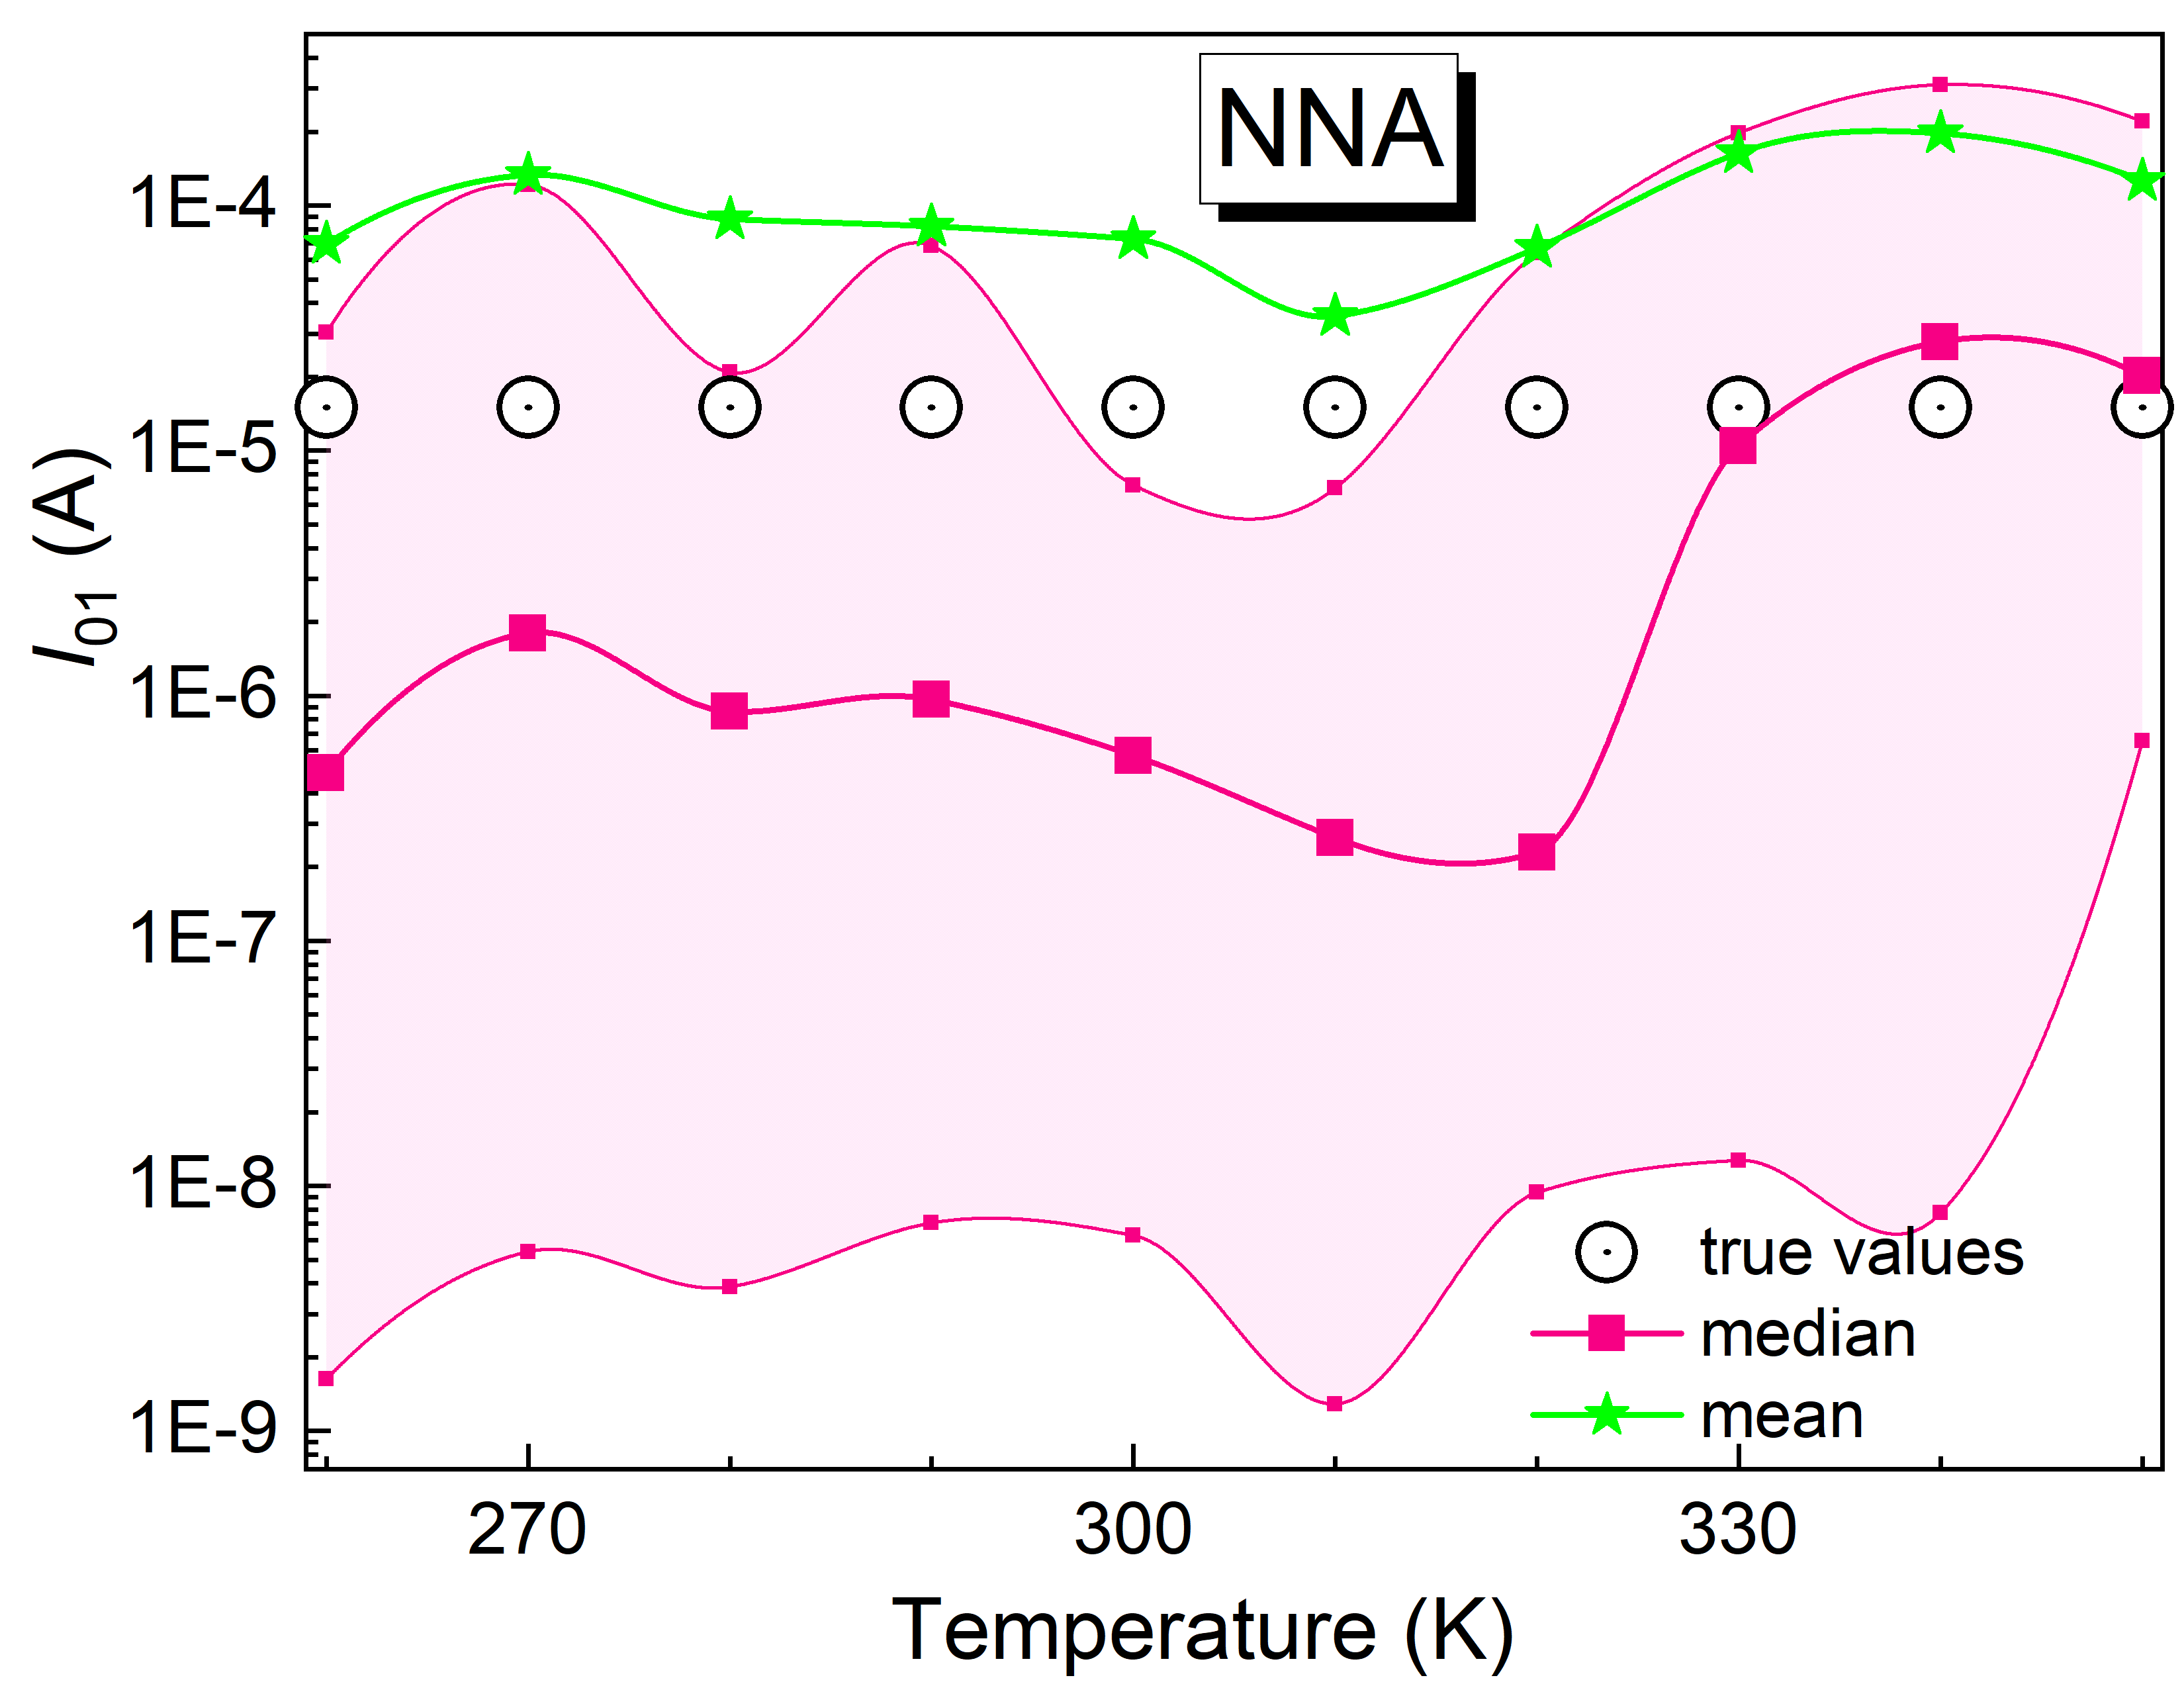 NNA
1E-4
1E-5
1E-6
1E-7
1E-8
1E-9
I01 (A)
true values
median
mean
270 300 330
Temperature (K)